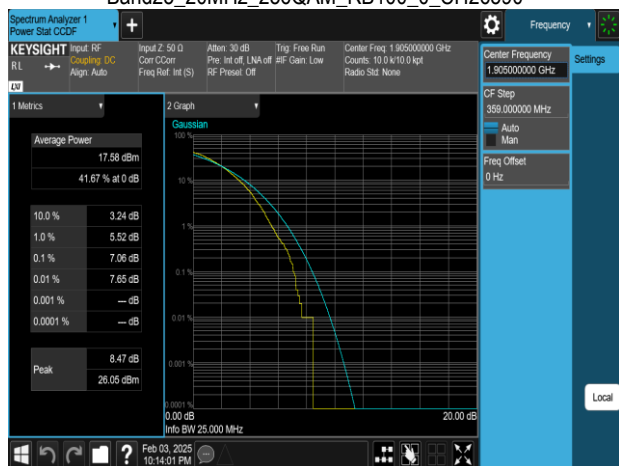 Spectrum Analyzer 1
Power Stat CCDF
Frequency
KEYSIGHT
RL
Input: RF
Coupling: DC
Align: Auto
Input Z: 50 Ω
Corr CCorr
Freq Ref: Int (S)
Atten: 30 dB
Pre: Int off, LNA off
RF Preset: Off
Trig: Free Run
#IF Gain: Low
Center Freq: 1.905000000 GHz
Counts: 10.0 k/10.0 kpt
Radio Std: None
LXI
1 Metrics
Average Power
17.58 dBm
41.67 % at 0 dB
10.0 % 3.24 dB
1.0 % 5.52 dB
0.1 % 7.06 dB
0.01 % 7.65 dB
0.001 % --- dB
0.0001 % --- dB
Peak
8.47 dB
26.05 dBm
2 Graph
Gaussian
100 %
10 %
1 %
0.1 %
0.01 %
0.001 %
0.0001 %
0.00 dB 20.00 dB
Info BW 25.000 MHz
Center Frequency
1.905000000 GHz
Settings
CF Step
359.000000 MHz
Auto
Man
Freq Offset
0 Hz
Local
?
Feb 03, 2025
10:14:01 PM